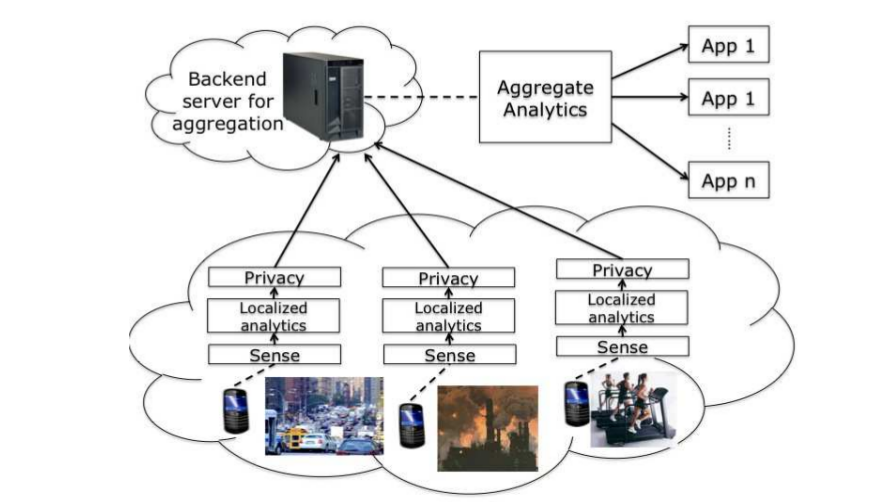 Backend
server for
aggregation
Aggregate
Analytics
App 1
App 1
App n
Privacy
Localized
analytics
Sense
Privacy
Localized
analytics
Sense
Privacy
Localized
analytics
Sense